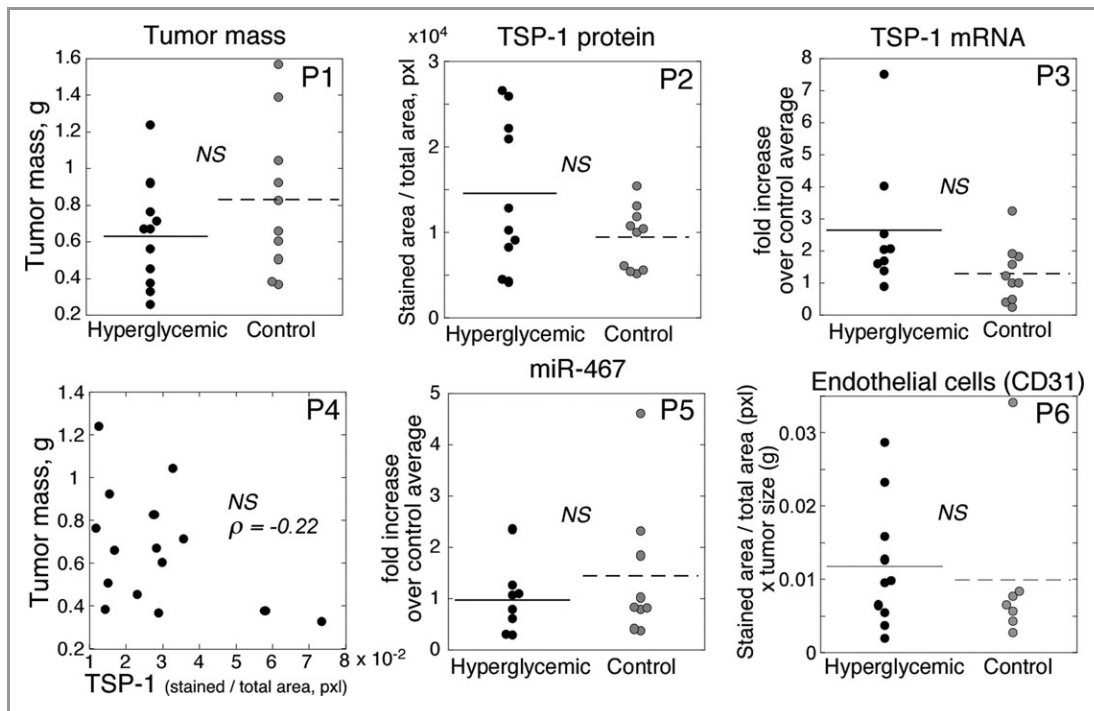 Tumor mass
P1
Tumor mass, g
1.6
1.4
1.2
1
0.8
0.6
0.4
0.2
NS
Hyperglycemic
Control
TSP-1 protein
x10⁴
P2
Stained area / total area, pxl
3
2
1
0
NS
Hyperglycemic
Control
TSP-1 mRNA
P3
fold increase
over control average
8
7
6
5
4
3
2
1
0
NS
Hyperglycemic
Control
P4
Tumor mass, g
1.4
1.2
1
0.8
0.6
0.4
0.2
NS
ρ = -0.22
1 2 3 4 5 6 7 8 x 10⁻²
TSP-1 (stained / total area, pxl)
miR-467
P5
fold increase
over control average
5
4
3
2
1
0
NS
Hyperglycemic
Control
Endothelial cells (CD31)
P6
Stained area / total area (pxl)
x tumor size (g)
0.03
0.02
0.010
0
NS
Hyperglycemic
Control